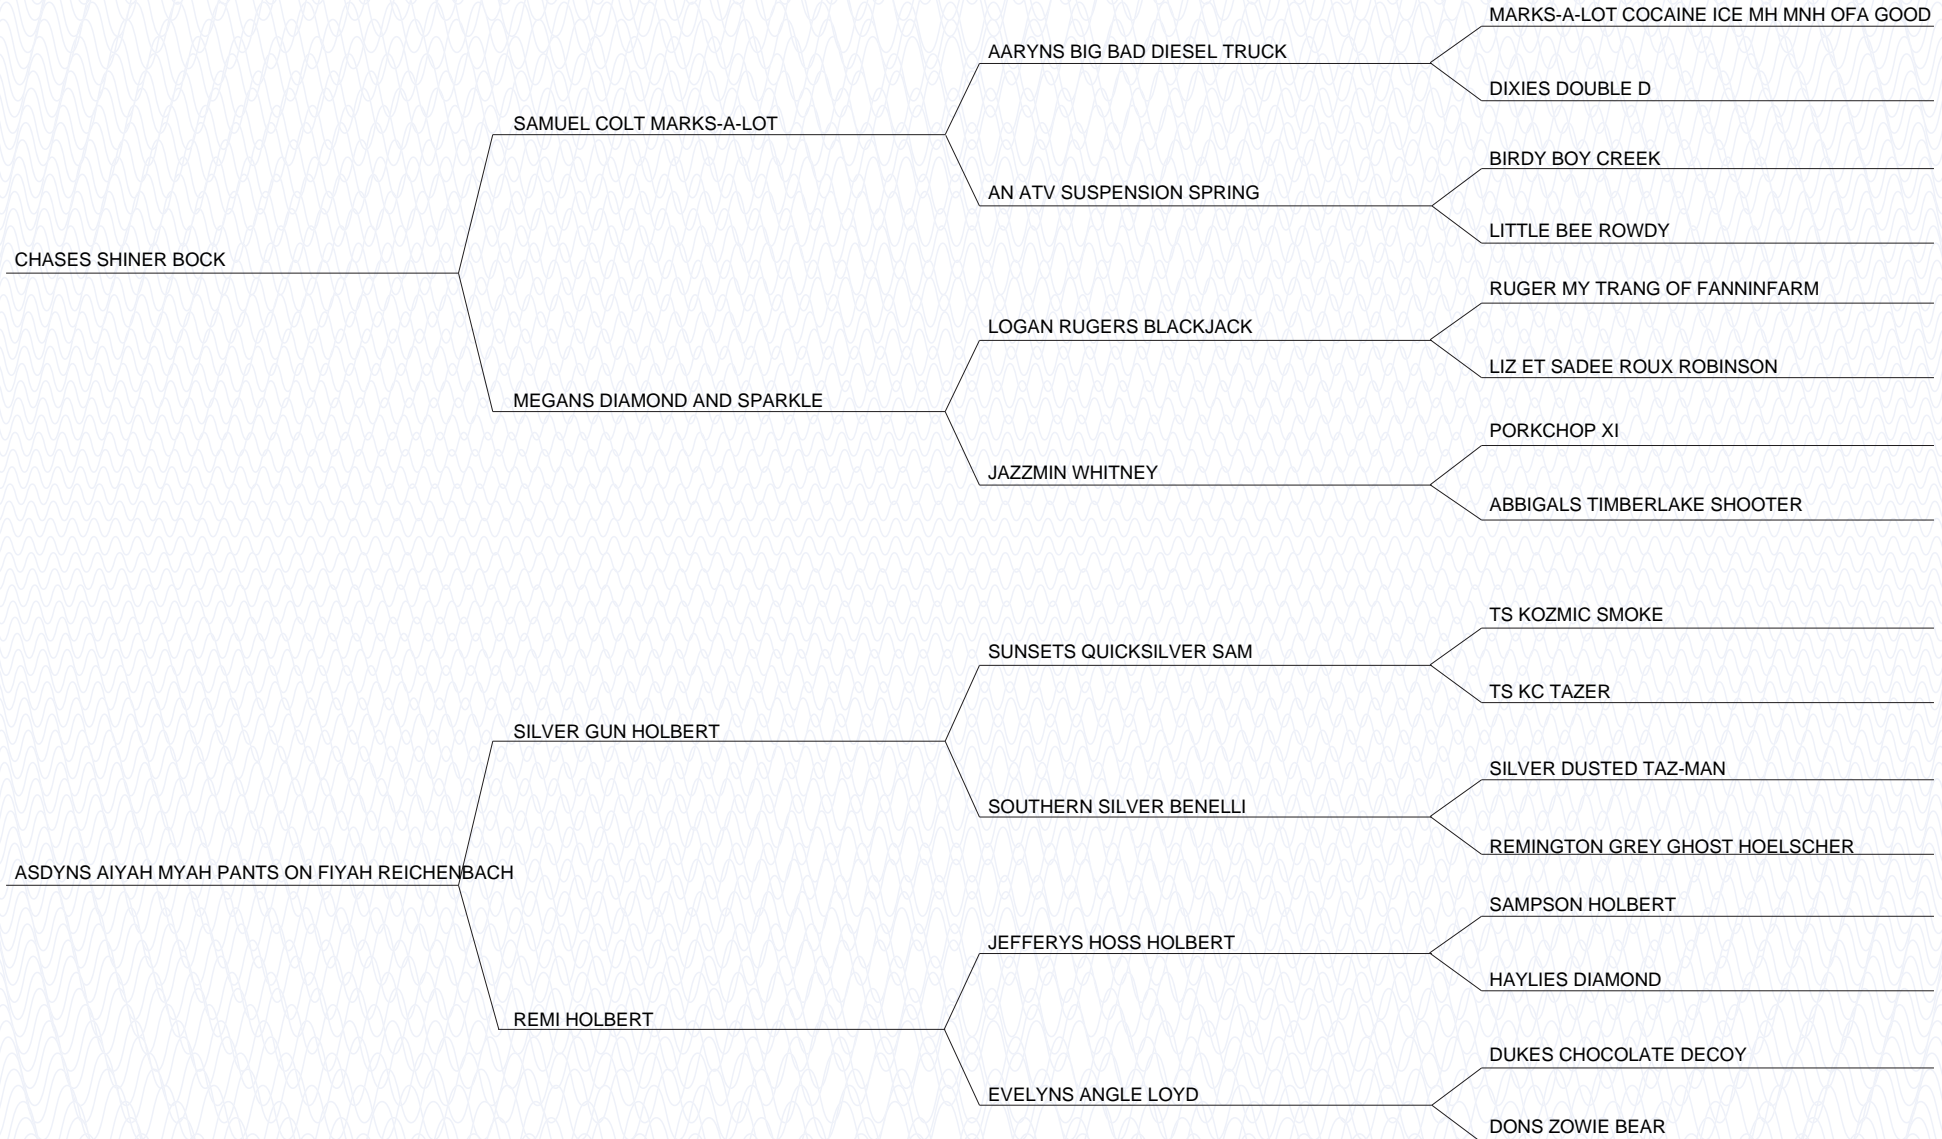 MARKS-A-LOT COCAINE ICE MH MNH OFA GOOD
AARYNS BIG BAD DIESEL TRUCK
DIXIES DOUBLE D
SAMUEL COLT MARKS-A-LOT
BIRDY BOY CREEK
AN ATV SUSPENSION SPRING
LITTLE BEE ROWDY
CHASES SHINER BOCK
RUGER MY TRANG OF FANNINFARM
LOGAN RUGERS BLACKJACK
LIZ ET SADEE ROUX ROBINSON
MEGANS DIAMOND AND SPARKLE
PORKCHOP XI
JAZZMIN WHITNEY
ABBIGALS TIMBERLAKE SHOOTER
TS KOZMIC SMOKE
SUNSETS QUICKSILVER SAM
TS KC TAZER
SILVER GUN HOLBERT
SILVER DUSTED TAZ-MAN
SOUTHERN SILVER BENELLI
REMINGTON GREY GHOST HOELSCHER
ASDYNS AIYAH MYAH PANTS ON FIYAH REICHENBACH
SAMPSON HOLBERT
JEFFERYS HOSS HOLBERT
HAYLIES DIAMOND
REMI HOLBERT
DUKES CHOCOLATE DECOY
EVELYNS ANGLE LOYD
DONS ZOWIE BEAR